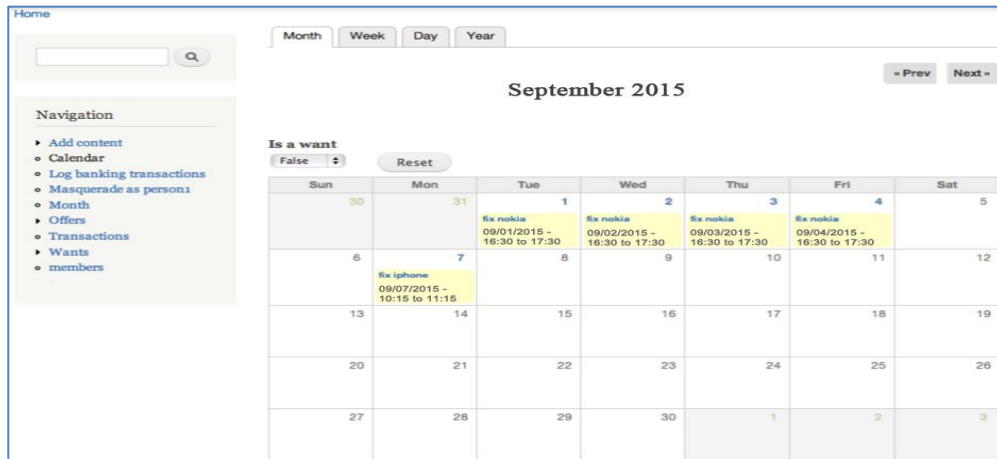 Home
Month Week Day Year
« Prev Next »
September 2015
Navigation
Add content
Calendar
Log banking transactions
Masquerade as person1
Month
Offers
Transactions
Wants
members
Is a want
False Reset
Sun Mon Tue Wed Thu Fri Sat
30 31 1 2 3 4 5
fix nokia fix nokia fix nokia fix nokia
09/01/2015 - 09/02/2015 - 09/03/2015 - 09/04/2015 -
16:30 to 17:30 16:30 to 17:30 16:30 to 17:30 16:30 to 17:30
6 7 8 9 10 11 12
fix iphone
09/07/2015 -
10:15 to 11:15
13 14 15 16 17 18 19
20 21 22 23 24 25 26
27 28 29 30 1 2 3